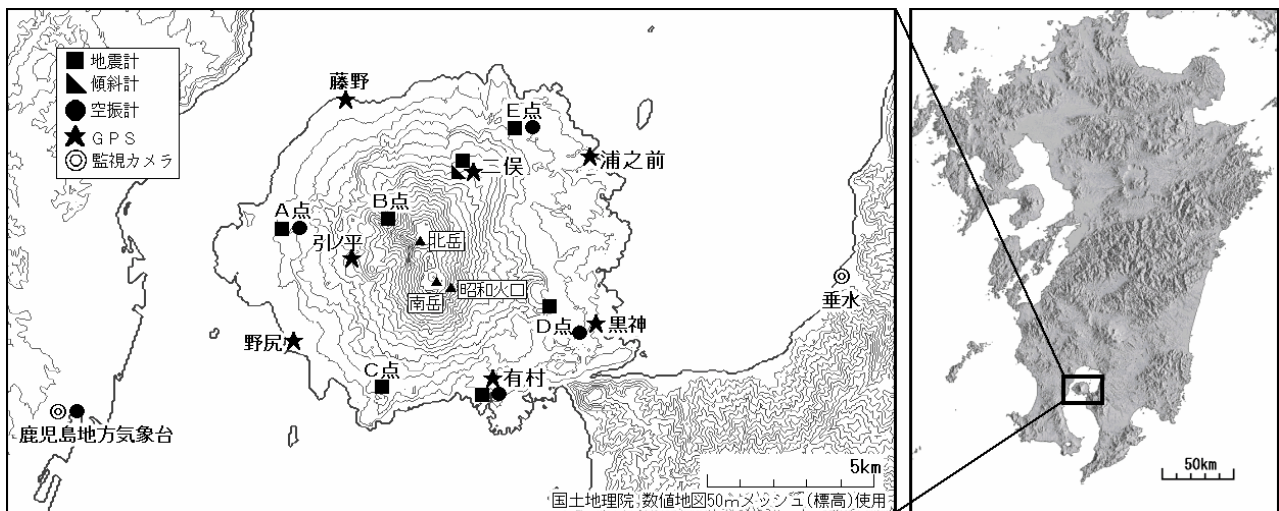 地震計
傾斜計
空振計
GPS
監視カメラ
藤野
E点
浦之前
三俣
B点
A点
引ノ平
北岳
昭和火口
南岳
垂水
D点
黒神
野尻
C点
有村
鹿児島地方気象台
5km
国土地理院,数値地図50mメッシュ(標高)使用
50km